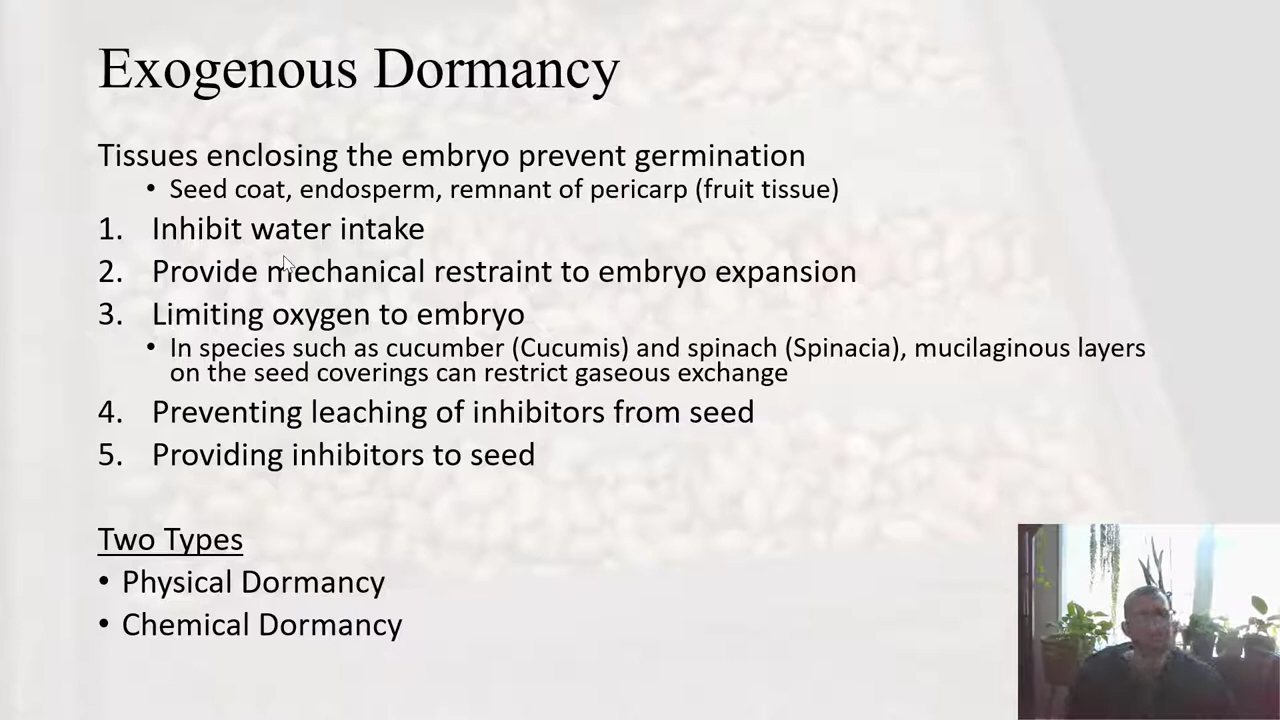 Exogenous Dormancy
Tissues enclosing the embryo prevent germination
• Seed coat, endosperm, remnant of pericarp (fruit tissue)
1. Inhibit water intake
2. Provide mechanical restraint to embryo expansion
3. Limiting oxygen to embryo
• In species such as cucumber (Cucumis) and spinach (Spinacia), mucilaginous layers
on the seed coverings can restrict gaseous exchange
4. Preventing leaching of inhibitors from seed
5. Providing inhibitors to seed
Two Types
• Physical Dormancy
• Chemical Dormancy